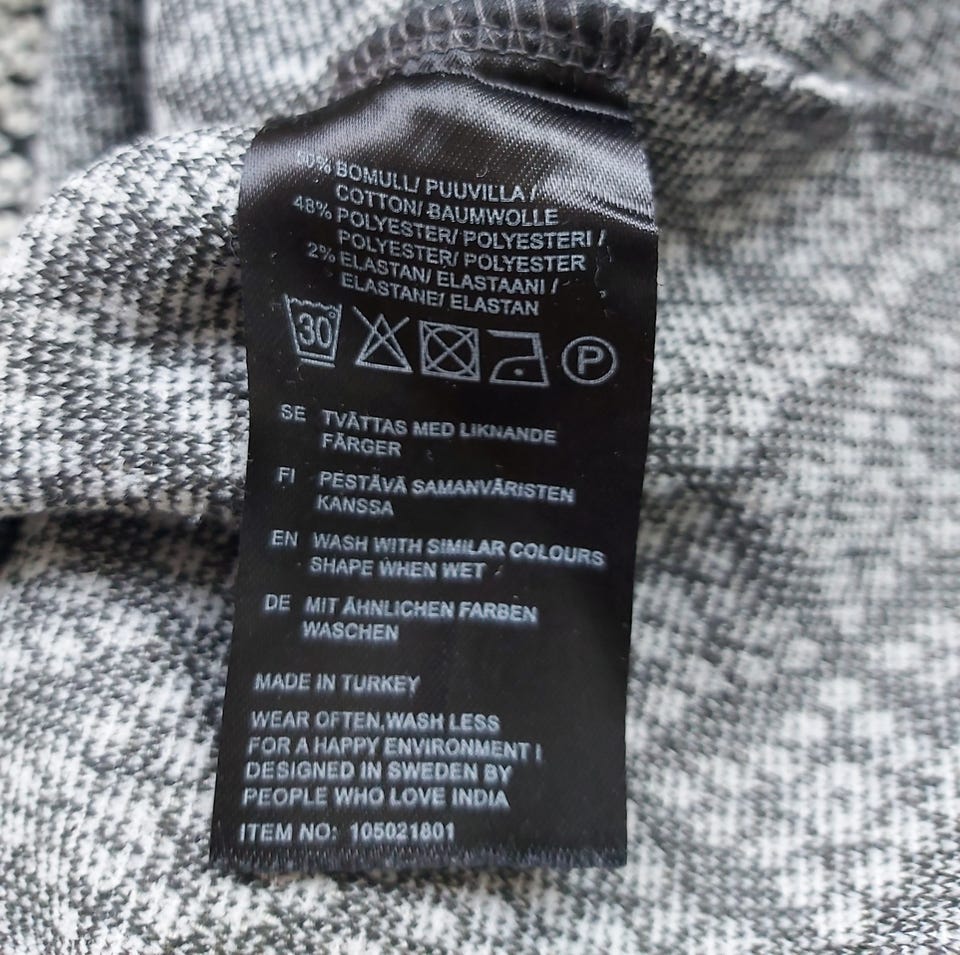 % BOMULL/ PUUVILLA /
COTTON/ BAUMWOLLE
48% POLYESTER/ POLYESTERI /
POLYESTER/ POLYESTER
2% ELASTAN/ ELASTAANI /
ELASTANE/ ELASTAN
30 P
SE TVÄTTAS MED LIKNANDE
FÄRGER
FI PESTÄVÄ SAMANVÄRISTEN
KANSSA
EN WASH WITH SIMILAR COLOURS
SHAPE WHEN WET
DE MIT ÄHNLICHEN FARBEN
WASCHEN
MADE IN TURKEY
WEAR OFTEN,WASH LESS
FOR A HAPPY ENVIRONMENT !
DESIGNED IN SWEDEN BY
PEOPLE WHO LOVE INDIA
ITEM NO: 105021801